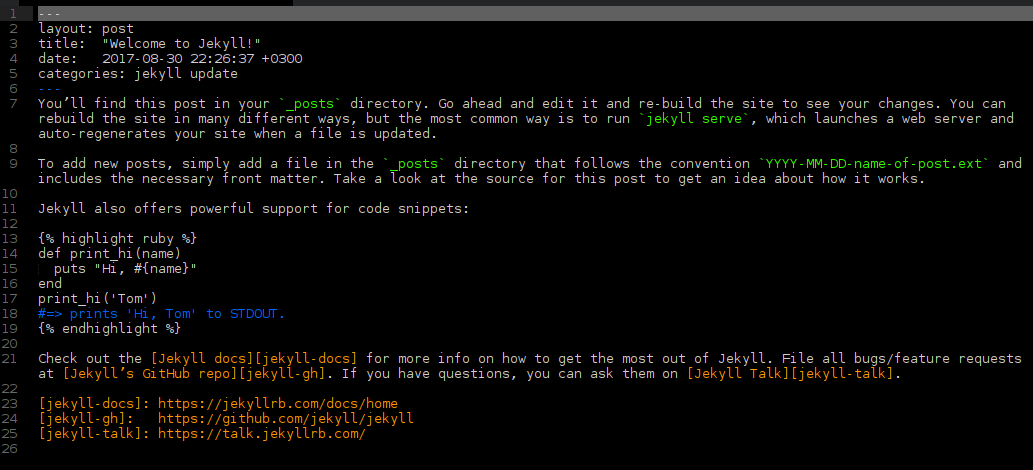 1 ---
2 layout: post
3 title:  "Welcome to Jekyll!"
4 date:   2017-08-30 22:26:37 +0300
5 categories: jekyll update
6 ---
7 You’ll find this post in your `_posts` directory. Go ahead and edit it and re-build the site to see your changes. You can
rebuild the site in many different ways, but the most common way is to run `jekyll serve`, which launches a web server and
auto-regenerates your site when a file is updated.
8
9 To add new posts, simply add a file in the `_posts` directory that follows the convention `YYYY-MM-DD-name-of-post.ext` and
includes the necessary front matter. Take a look at the source for this post to get an idea about how it works.
10
11 Jekyll also offers powerful support for code snippets:
12
13 {% highlight ruby %}
14 def print_hi(name)
15   puts "Hi, #{name}"
16 end
17 print_hi('Tom')
18 #=> prints 'Hi, Tom' to STDOUT.
19 {% endhighlight %}
20
21 Check out the [Jekyll docs][jekyll-docs] for more info on how to get the most out of Jekyll. File all bugs/feature requests
at [Jekyll’s GitHub repo][jekyll-gh]. If you have questions, you can ask them on [Jekyll Talk][jekyll-talk].
22
23 [jekyll-docs]: https://jekyllrb.com/docs/home
24 [jekyll-gh]:   https://github.com/jekyll/jekyll
25 [jekyll-talk]: https://talk.jekyllrb.com/
26